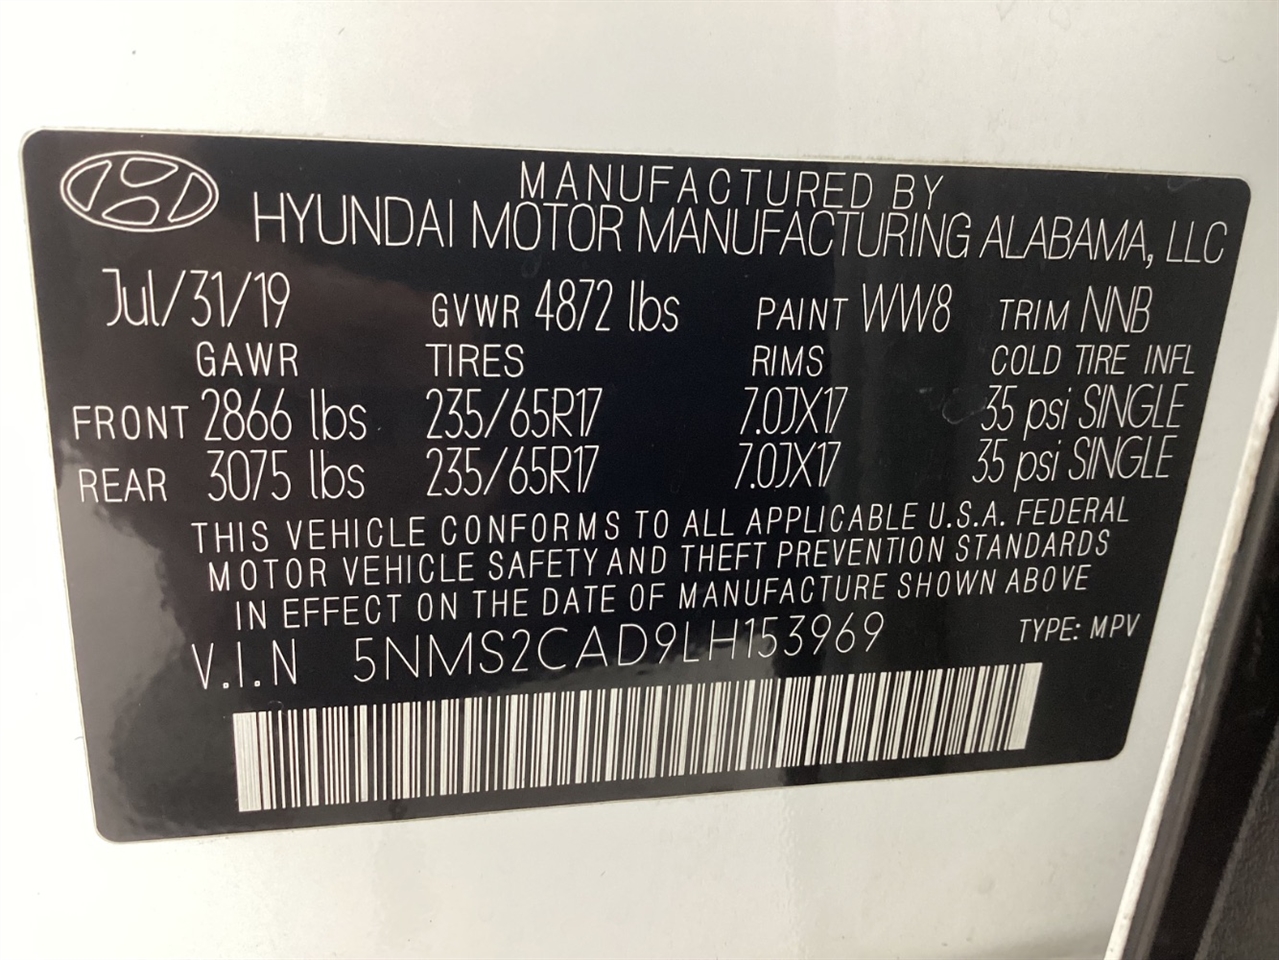 MANUFACTURED BY
HYUNDAI MOTOR MANUFACTURING ALABAMA, LLC
Jul/31/19 GVWR 4872 lbs PAINT WW8 TRIM NNB
GAWR TIRES RIMS COLD TIRE INFL
FRONT 2866 lbs 235/65R17 7.0JX17 35 psi SINGLE
REAR 3075 lbs 235/65R17 7.0JX17 35 psi SINGLE
THIS VEHICLE CONFORMS TO ALL APPLICABLE U.S.A. FEDERAL
MOTOR VEHICLE SAFETY AND THEFT PREVENTION STANDARDS
IN EFFECT ON THE DATE OF MANUFACTURE SHOWN ABOVE
V.I.N 5NMS2CAD9LH153969 TYPE: MPV